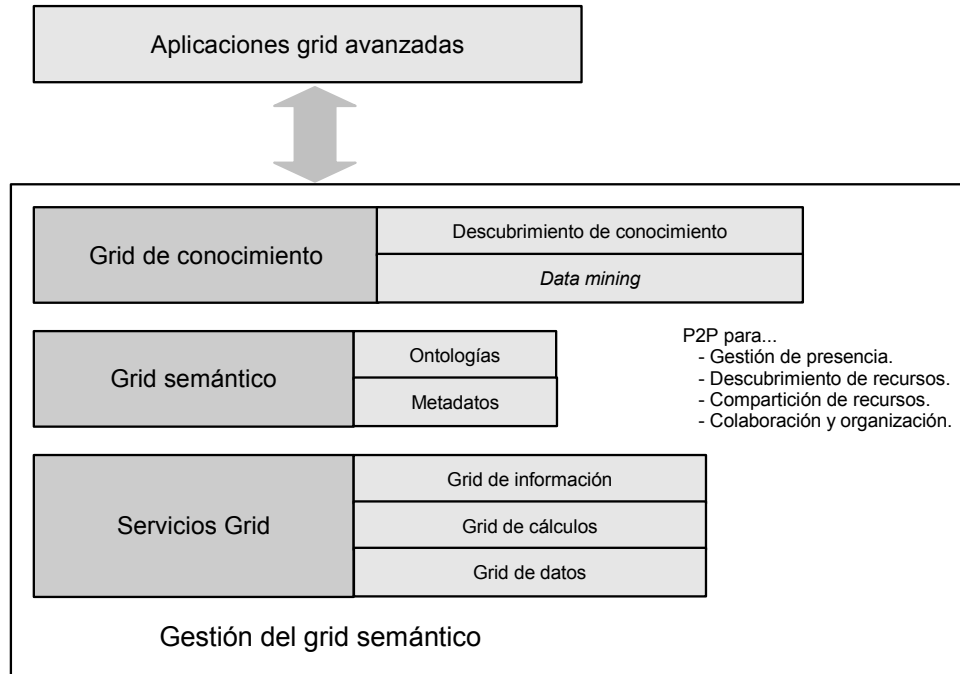 Aplicaciones grid avanzadas
Grid de conocimiento
Descubrimiento de conocimiento
Data mining
Grid semántico
Ontologías
Metadatos
P2P para...
- Gestión de presencia.
- Descubrimiento de recursos.
- Compartición de recursos.
- Colaboración y organización.
Servicios Grid
Grid de información
Grid de cálculos
Grid de datos
Gestión del grid semántico